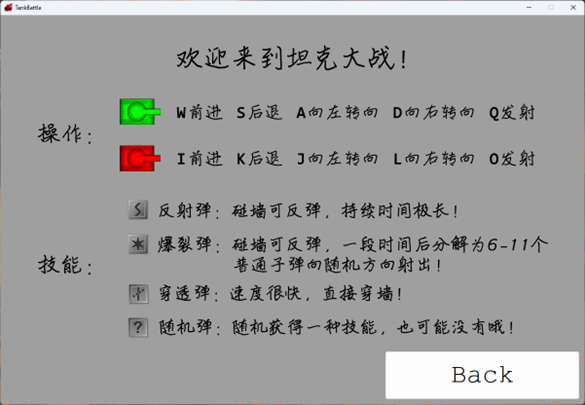 TankBattle
欢迎来到坦克大战!
操作:
W前进 S后退 A向左转向 D向右转向 Q发射
I前进 K后退 J向左转向 L向右转向 O发射
技能:
反射弹: 碰墙可反弹, 持续时间极长!
爆裂弹: 碰墙可反弹, 一段时间后分解为6-11个
普通子弹向随机方向射出!
穿透弹: 速度很快, 直接穿墙!
? 随机弹: 随机获得一种技能, 也可能没有哦!
Back